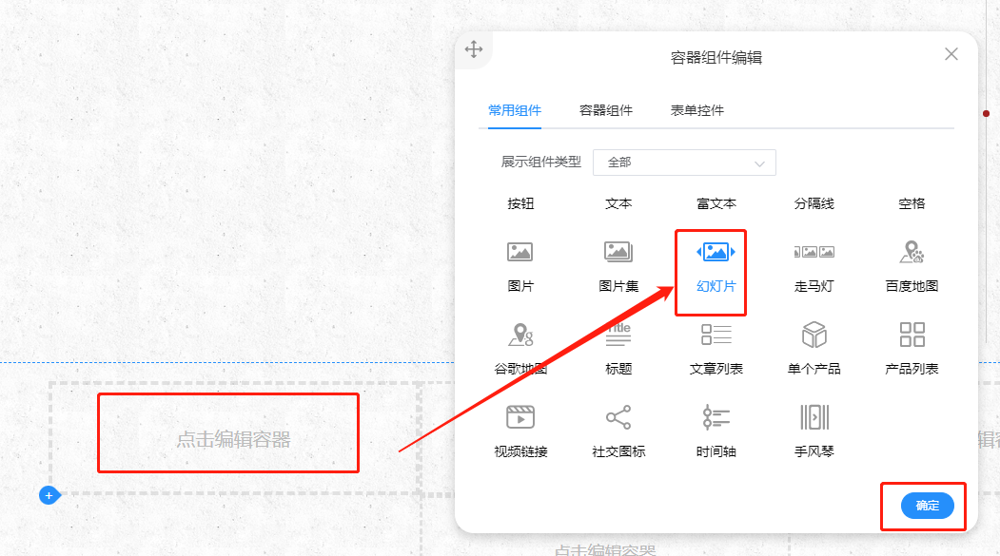 容器组件编辑
常用组件 容器组件 表单控件
展示组件类型 全部
按钮 文本 富文本 分隔线 空格
图片 图片集 幻灯片 走马灯 百度地图
Title
谷歌地图 标题 文章列表 单个产品 产品列表
点击编辑容器
视频链接 社交图标 时间轴 手风琴
确定
点击编辑容器